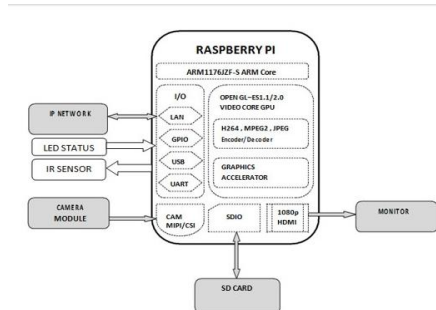 RASPBERRY PI
ARM1176JZF-S ARM Core
I/O
LAN
GPIO
USB
UART
OPEN GL-ES1.1/2.0
VIDEO CORE GPU
H264 , MPEG2 , JPEG
Encoder/Decoder
GRAPHICS
ACCELERATOR
IP NETWORK
LED STATUS
IR SENSOR
CAMERA
MODULE
CAM
MIPI/CSI
SDIO
1080p
HDMI
MONITOR
SD CARD